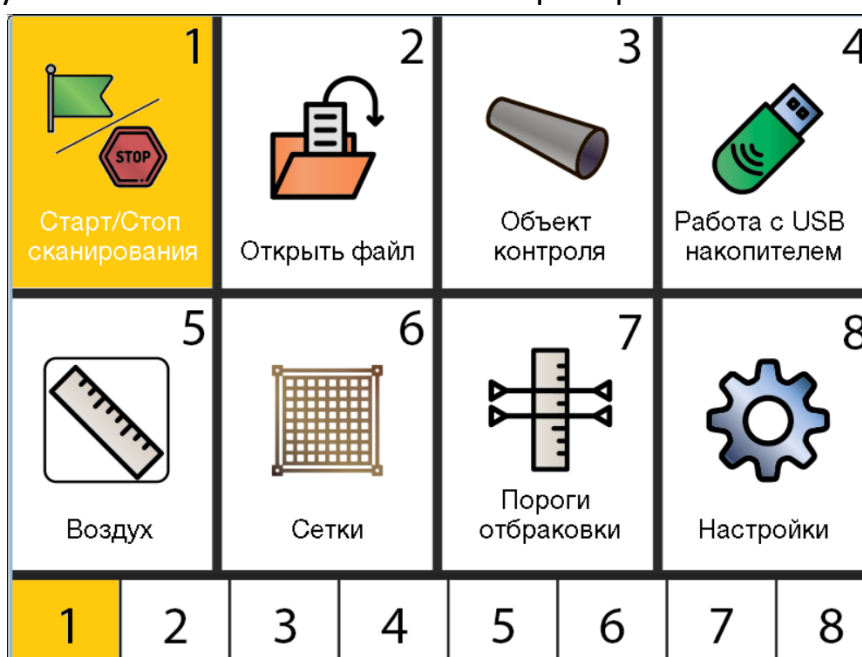 1
STOP
Старт/Стоп
сканирования
2
Открыть файл
3
Объект
контроля
4
Работа с USB
накопителем
5
Воздух
6
Сетки
7
Пороги
отбраковки
8
Настройки
1 2 3 4 5 6 7 8